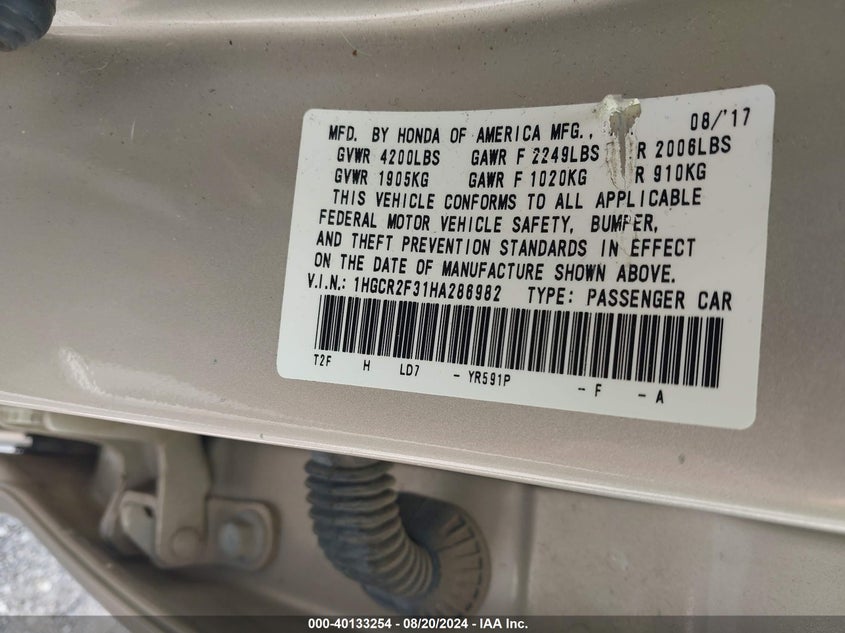 08/'17
MFD. BY HONDA OF AMERICA MFG.,
GVWR 4200LBS GAWR F 2249LBS R 2006LBS
GVWR 1905KG GAWR F 1020KG R 910KG
THIS VEHICLE CONFORMS TO ALL APPLICABLE
FEDERAL MOTOR VEHICLE SAFETY, BUMPER,
AND THEFT PREVENTION STANDARDS IN EFFECT
ON THE DATE OF MANUFACTURE SHOWN ABOVE.
V.I.N.: 1HGCR2F31HA286982 TYPE: PASSENGER CAR
T2F H LD7 - YR591P - F - A
000-40133254 - 08/20/2024 - IAA Inc.